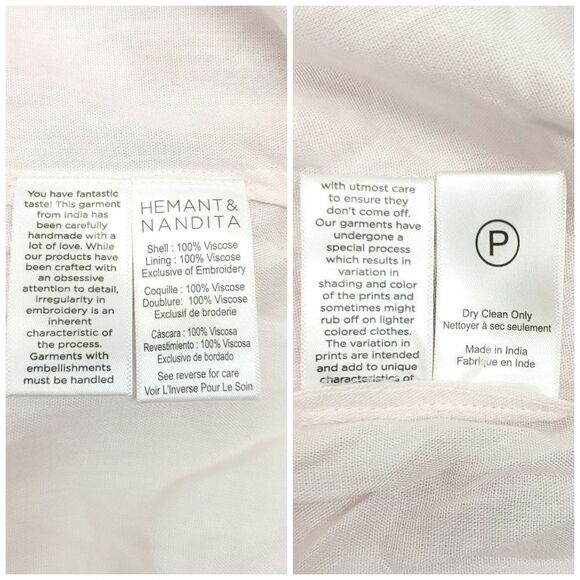 You have fantastic
taste! This garment
from india has
been carefully
handmade with a
lot of love. While
our products have
been crafted with
an obsessive
attention to detail,
irregularity in
embroidery is an
inherent
characteristic of
the process.
Garments with
embellishments
must be handled
HEMANT &
NANDITA
Shell : 100% Viscose
Lining : 100% Viscose
Exclusive of Embroidery
Coquille : 100% Viscose
Doublure : 100% Viscose
Exclusif de broderie
Cáscara : 100% Viscosa
Revestimiento : 100% Viscosa
Exclusivo de bordado
See reverse for care
Voir L'Inverse Pour Le Soin
with utmost care
to ensure they
don't come off.
Our garments have
undergone a
special process
which results in
variation in
shading and color
of the prints and
sometimes might
rub off on lighter
colored clothes.
The variation in
prints are intended
and add to unique
characteristics of
P
Dry Clean Only
Nettoyer à sec seulement
Made in India
Fabriqué en Inde